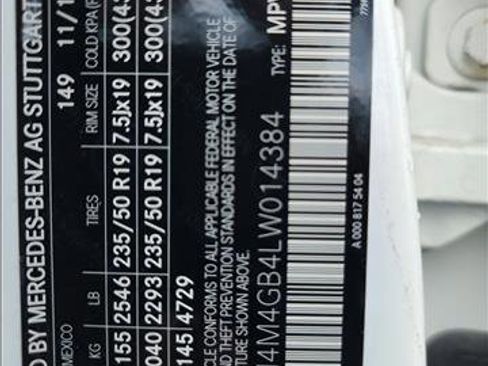 D BY MERCEDES-BENZ AG STUTTGART
MEXICO 149 11/1
KG LB TIRES RIM SIZE COLD KPA
155 2546 235/50 R19 7.5Jx19 300(43
040 2293 235/50 R19 7.5Jx19 300(43
145 4729
CLE CONFORMS TO ALL APPLICABLE FEDERAL MOTOR VEHICLE
AND THEFT PREVENTION STANDARDS IN EFFECT ON THE DATE OF
TURE SHOWN ABOVE.
4M4GB4LW014384 TYPE: MPV
A 000 817 54 04